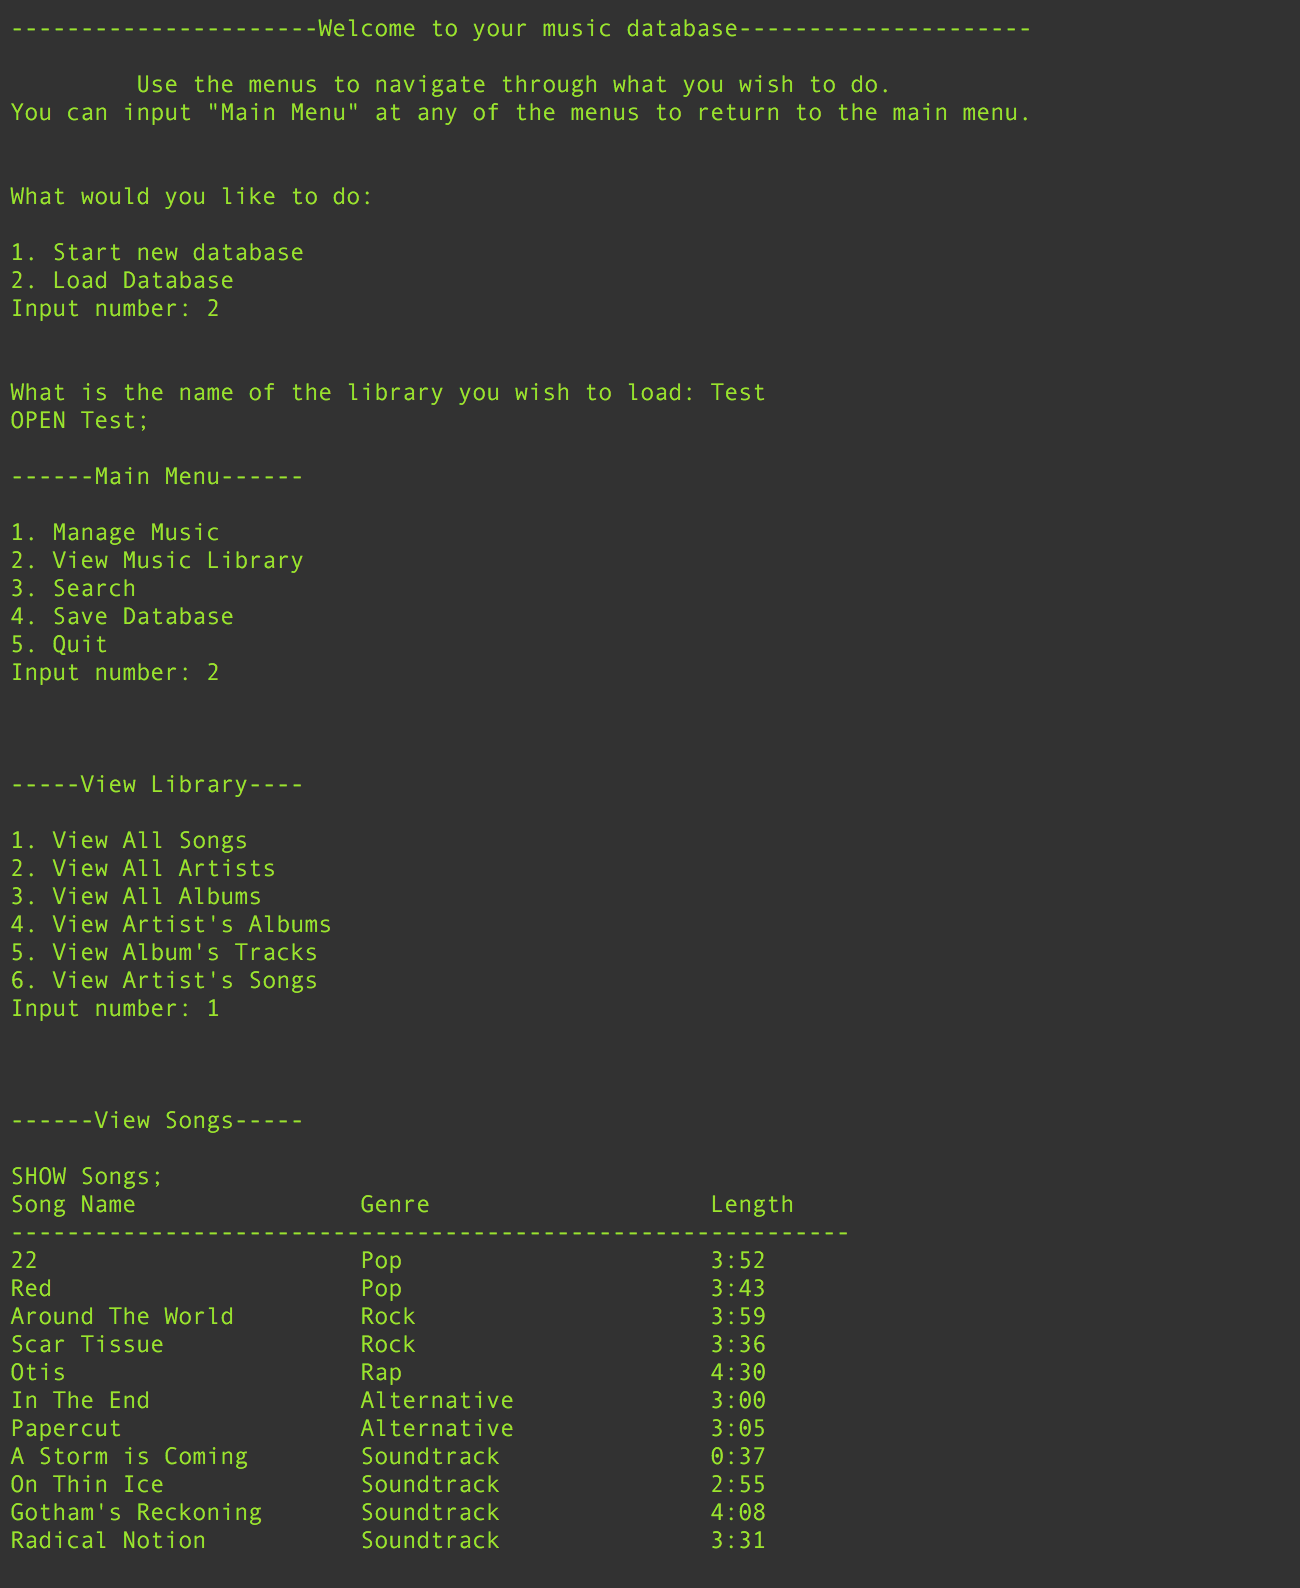 ----------------------Welcome to your music database---------------------
Use the menus to navigate through what you wish to do.
You can input "Main Menu" at any of the menus to return to the main menu.
What would you like to do:
1. Start new database
2. Load Database
Input number: 2
What is the name of the library you wish to load: Test
OPEN Test;
------Main Menu------
1. Manage Music
2. View Music Library
3. Search
4. Save Database
5. Quit
Input number: 2
-----View Library----
1. View All Songs
2. View All Artists
3. View All Albums
4. View Artist's Albums
5. View Album's Tracks
6. View Artist's Songs
Input number: 1
------View Songs-----
SHOW Songs;
Song Name                Genre                    Length
------------------------------------------------------------
22                       Pop                      3:52
Red                      Pop                      3:43
Around The World         Rock                     3:59
Scar Tissue              Rock                     3:36
Otis                     Rap                      4:30
In The End               Alternative              3:00
Papercut                 Alternative              3:05
A Storm is Coming        Soundtrack               0:37
On Thin Ice              Soundtrack               2:55
Gotham's Reckoning       Soundtrack               4:08
Radical Notion           Soundtrack               3:31